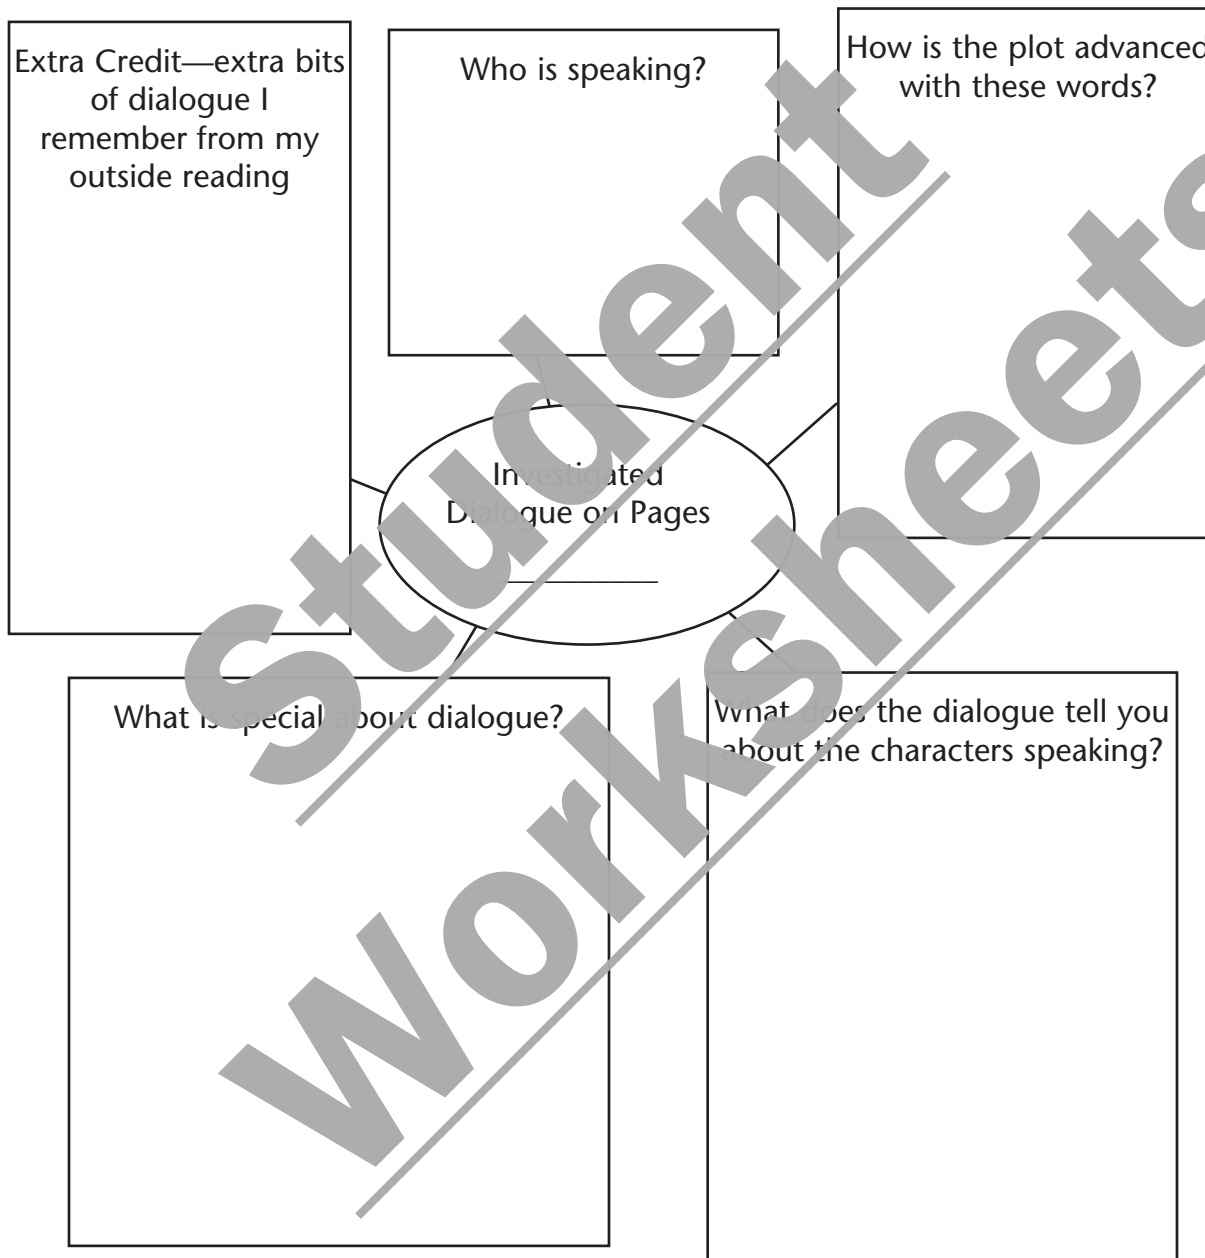 Extra Credit—extra bits
of dialogue I
remember from my
outside reading
Who is speaking?
How is the plot advanced
with these words?
Investigated
Dialogue on Pages
__________
What is special about dialogue?
What does the dialogue tell you
about the characters speaking?
Student
Worksheets